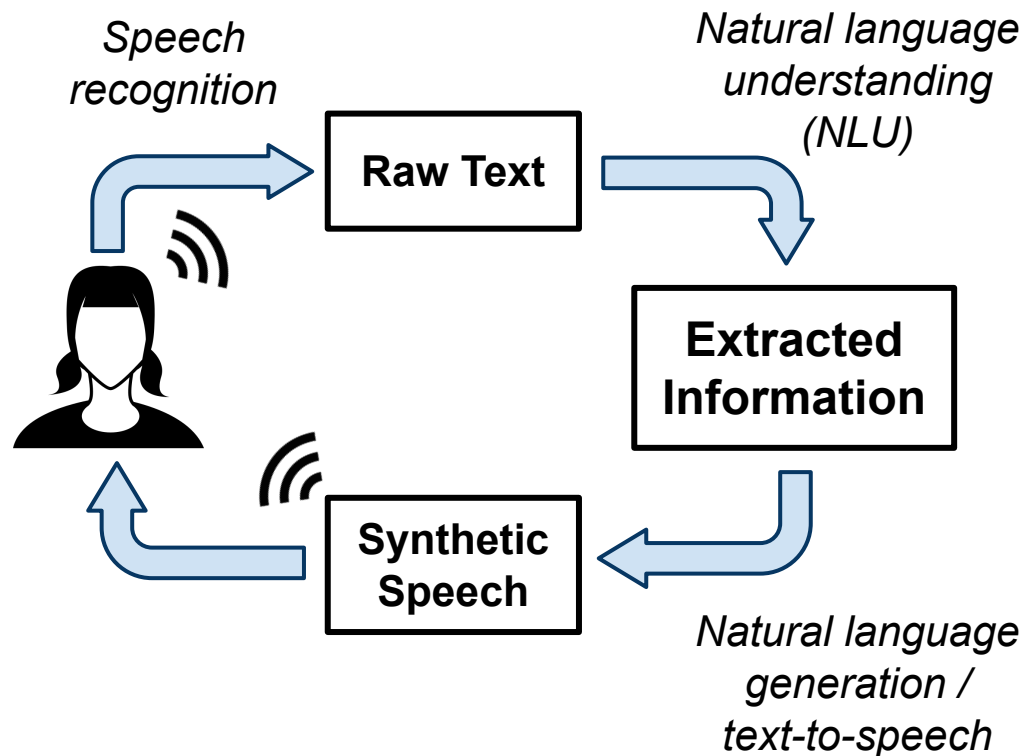 Speech
recognition
Natural language
understanding
(NLU)
Raw Text
Extracted
Information
Synthetic
Speech
Natural language
generation /
text-to-speech